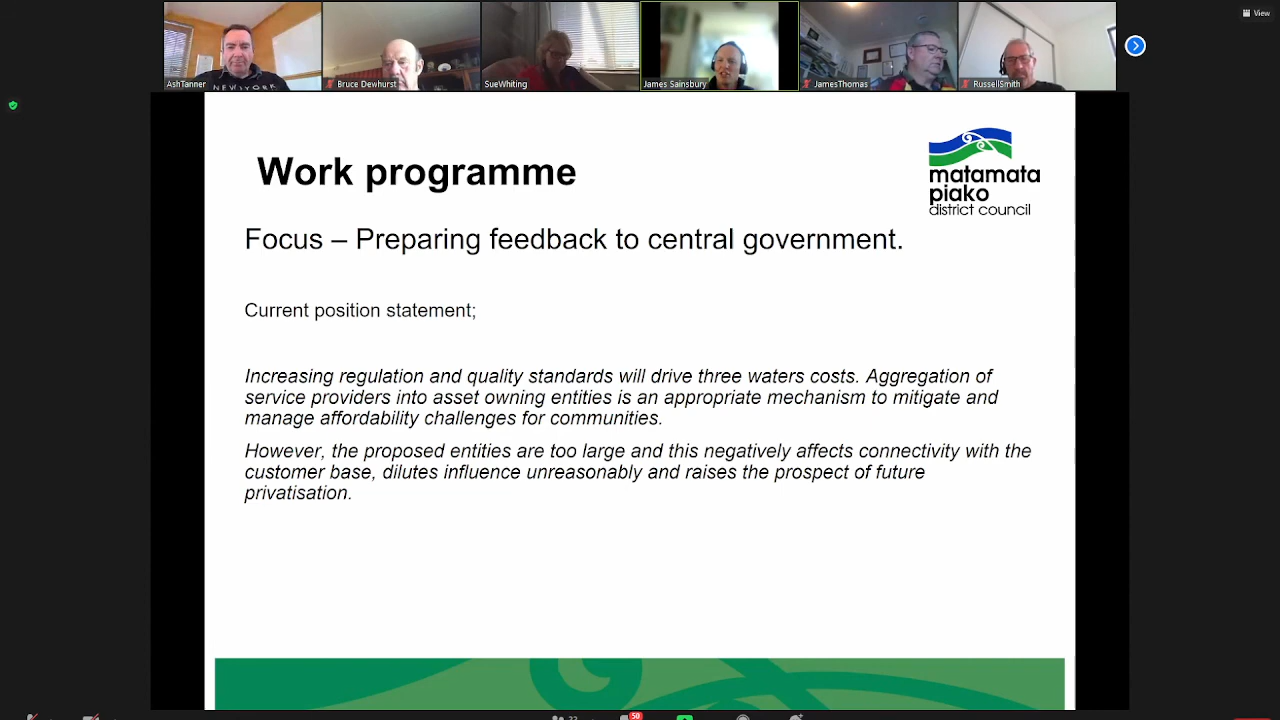 View
NEW YORK
AshTanner
Bruce Dewhurst
SueWhiting
James Sainsbury
JamesThomas
RussellSmith
Work programme
matamata
piako
district council
Focus – Preparing feedback to central government.
Current position statement;
Increasing regulation and quality standards will drive three waters costs. Aggregation of
service providers into asset owning entities is an appropriate mechanism to mitigate and
manage affordability challenges for communities.
However, the proposed entities are too large and this negatively affects connectivity with the
customer base, dilutes influence unreasonably and raises the prospect of future
privatisation.
50